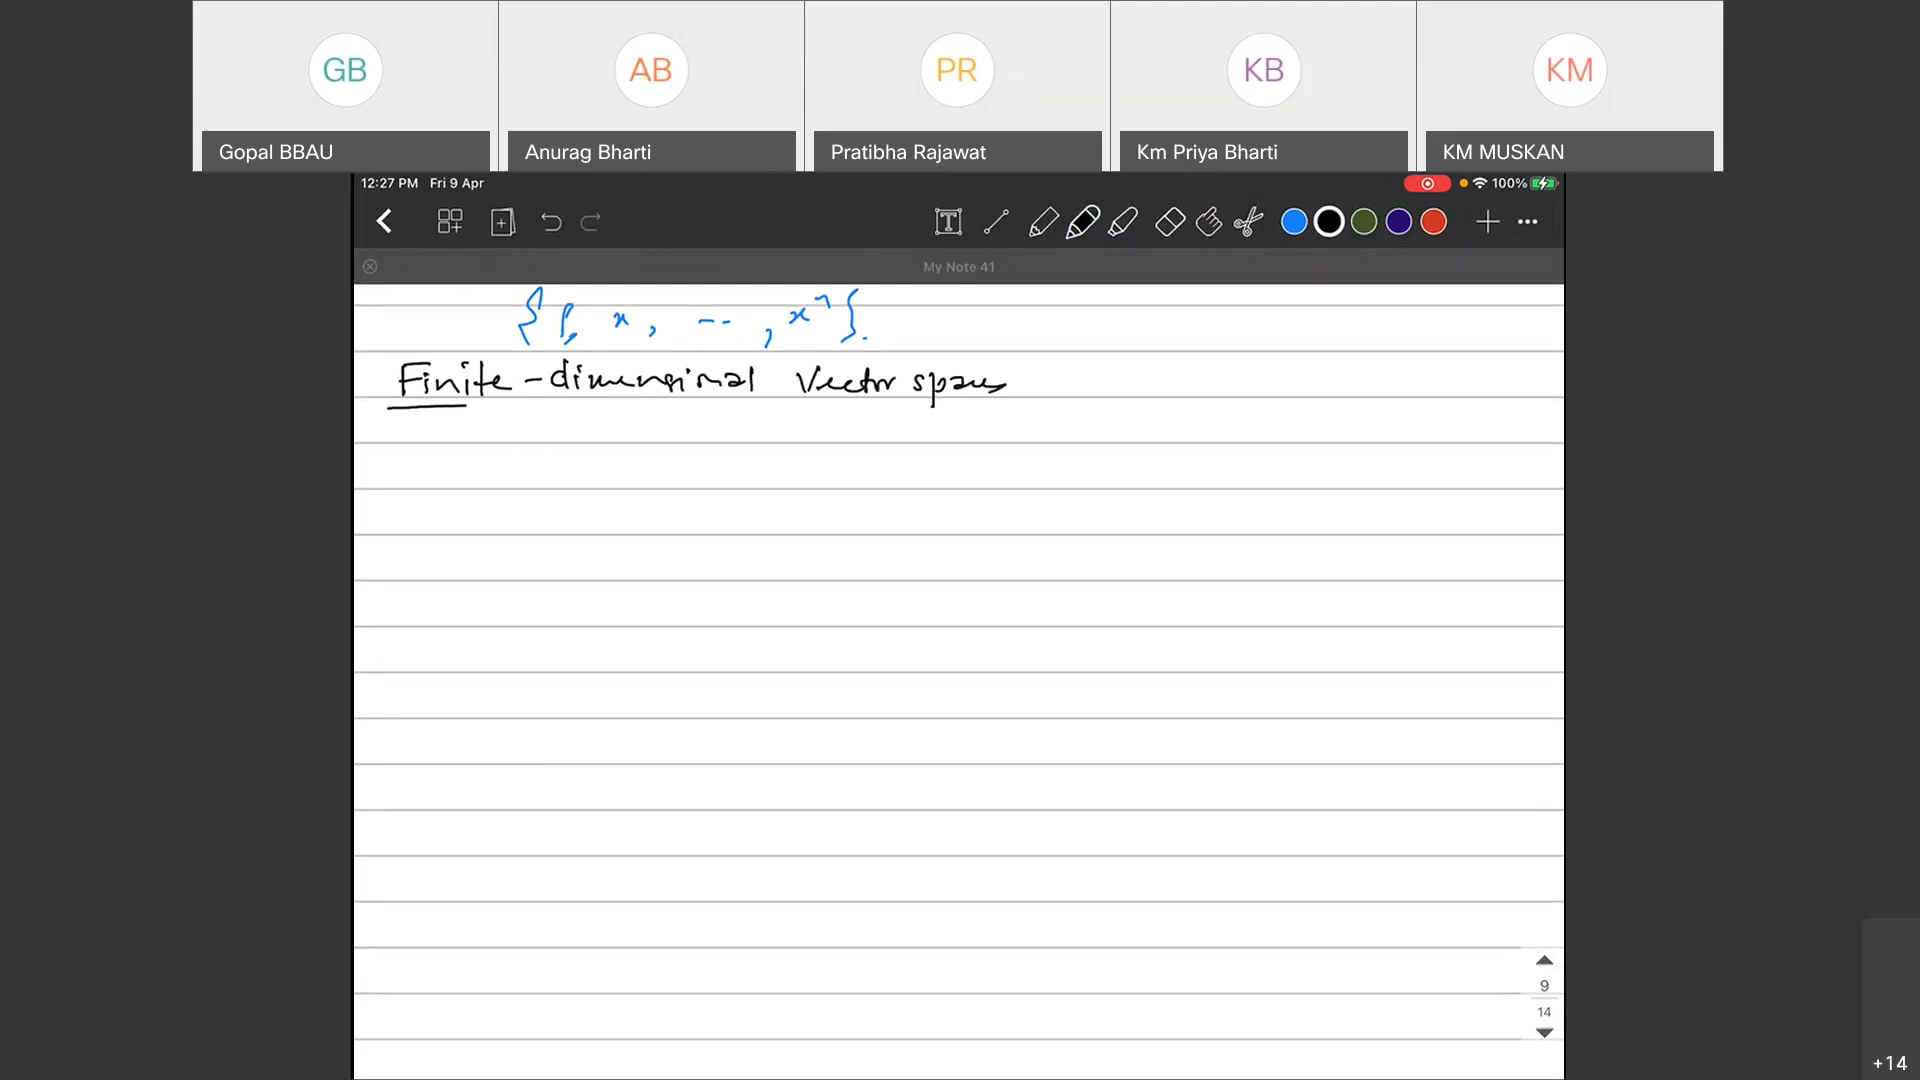 GB AB PR KB KM
Gopal BBAU Anurag Bharti Pratibha Rajawat Km Priya Bharti KM MUSKAN
12:27 PM Fri 9 Apr 100%
My Note 41
{ 1, x, -- , xⁿ }.
Finite-dimensional Vector spaces
9
14
+14